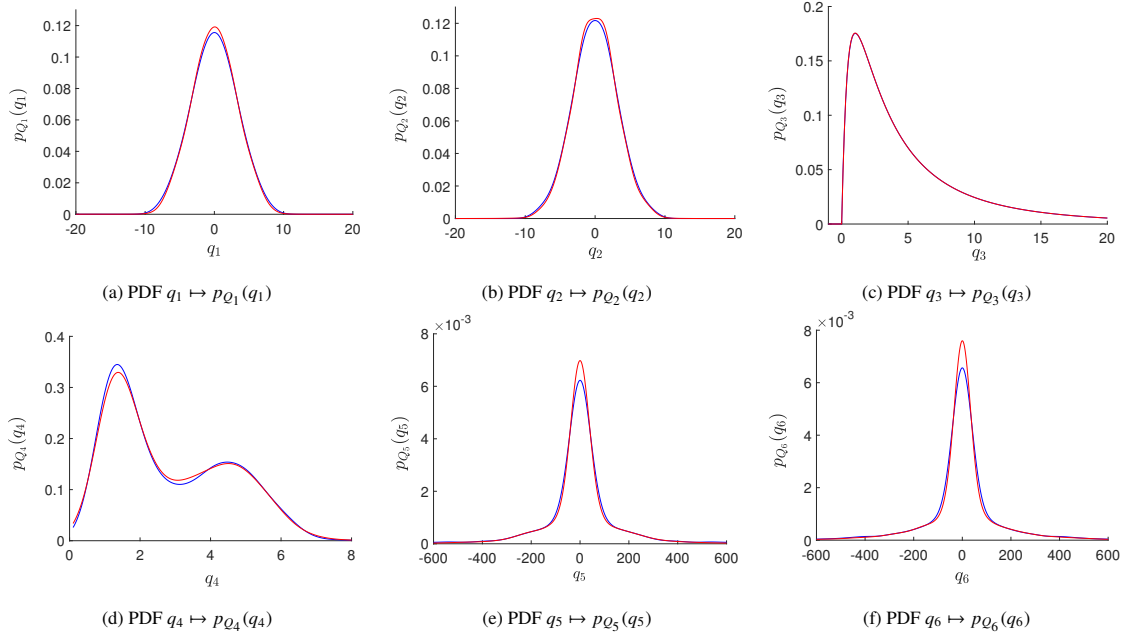 0.12
0.1
0.08
0.06
0.04
0.02
0
-20 -10 0 10 20
p_{Q_1}(q_1)
q_1
(a) PDF q_1 ↦ p_{Q_1}(q_1)
0.12
0.1
0.08
0.06
0.04
0.02
0
-20 -10 0 10 20
p_{Q_2}(q_2)
q_2
(b) PDF q_2 ↦ p_{Q_2}(q_2)
0.2
0.15
0.1
0.05
0
0 5 10 15 20
p_{Q_3}(q_3)
q_3
(c) PDF q_3 ↦ p_{Q_3}(q_3)
0.4
0.3
0.2
0.1
0
0 2 4 6 8
p_{Q_4}(q_4)
q_4
(d) PDF q_4 ↦ p_{Q_4}(q_4)
×10^{-3}
8
6
4
2
0
-600 -400 -200 0 200 400 600
p_{Q_5}(q_5)
q_5
(e) PDF q_5 ↦ p_{Q_5}(q_5)
×10^{-3}
8
6
4
2
0
-600 -400 -200 0 200 400 600
p_{Q_6}(q_6)
q_6
(f) PDF q_6 ↦ p_{Q_6}(q_6)